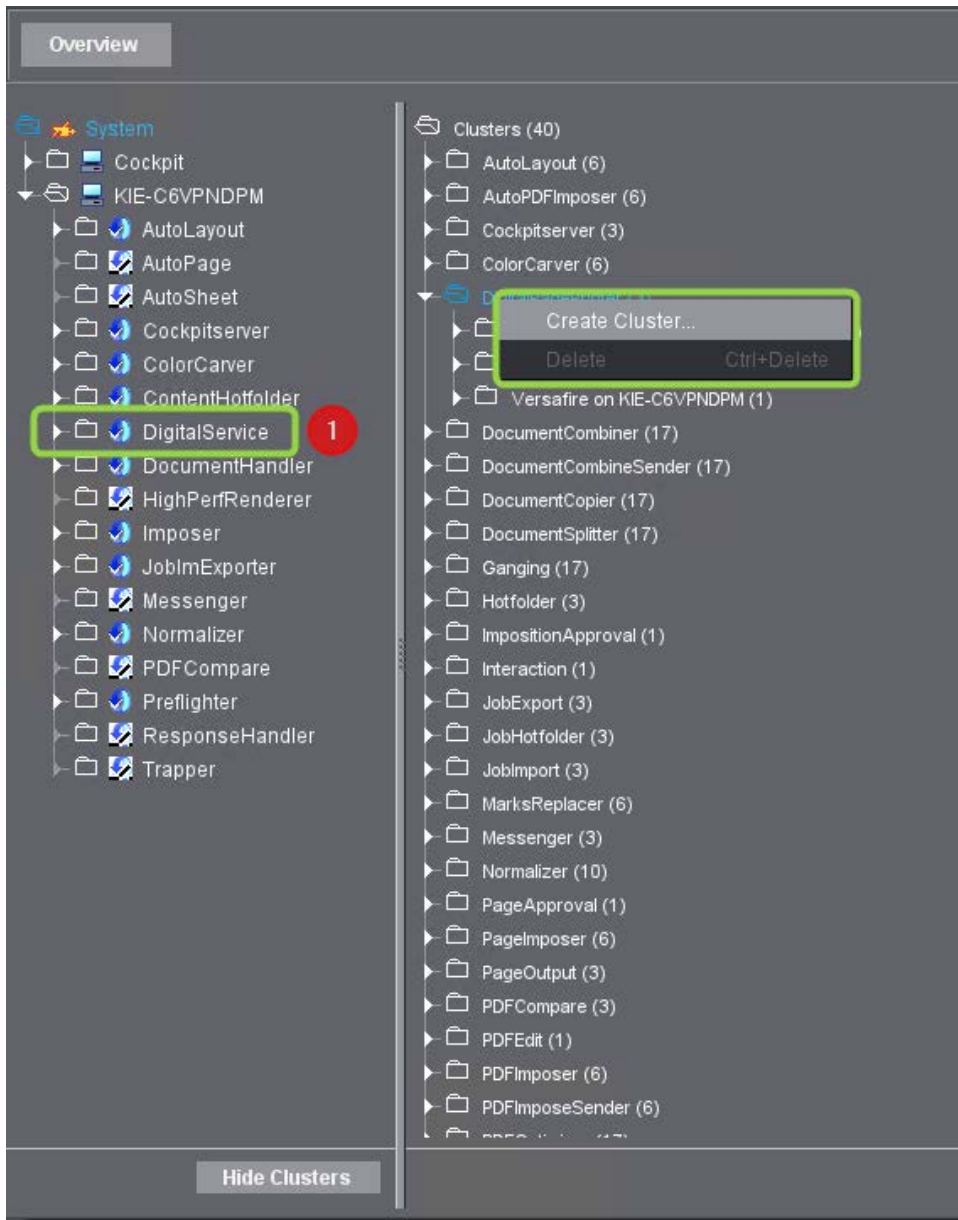 Overview
System
Cockpit
KIE-C6VPNDPM
AutoLayout
AutoPage
AutoSheet
Cockpitserver
ColorCarver
ContentHotfolder
DigitalService
1
DocumentHandler
HighPerfRenderer
Imposer
JobImExporter
Messenger
Normalizer
PDFCompare
Preflighter
ResponseHandler
Trapper
Hide Clusters
Clusters (40)
AutoLayout (6)
AutoPDFImposer (6)
Cockpitserver (3)
ColorCarver (6)
Create Cluster...
Delete Ctrl+Delete
Versafire on KIE-C6VPNDPM (1)
DocumentCombiner (17)
DocumentCombineSender (17)
DocumentCopier (17)
DocumentSplitter (17)
Ganging (17)
Hotfolder (3)
ImpositionApproval (1)
Interaction (1)
JobExport (3)
JobHotfolder (3)
JobImport (3)
MarksReplacer (6)
Messenger (3)
Normalizer (10)
PageApproval (1)
PageImposer (6)
PageOutput (3)
PDFCompare (3)
PDFEdit (1)
PDFImposer (6)
PDFImposeSender (6)